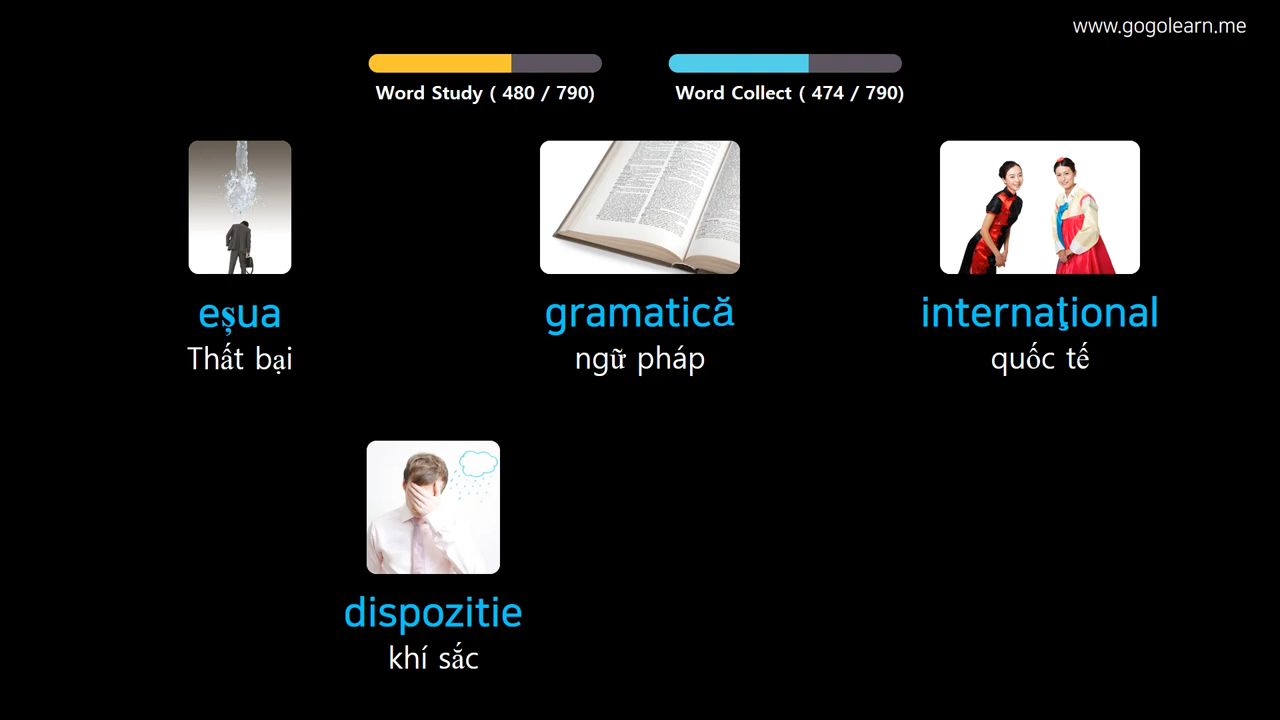 www.gogolearn.me
Word Study ( 480 / 790)
Word Collect ( 474 / 790)
eșua
Thất bại
gramatică
ngữ pháp
internaţional
quốc tế
dispozitie
khí sắc